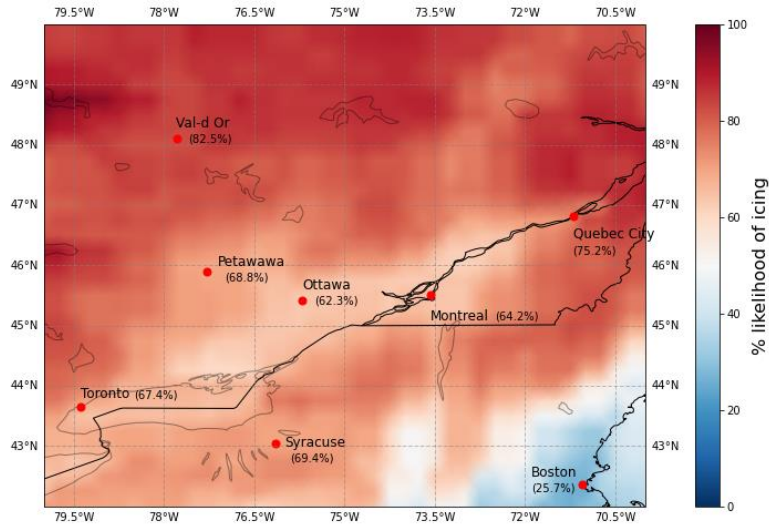 79.5°W 78°W 76.5°W 75°W 73.5°W 72°W 70.5°W
100
49°N 49°N
Val-d Or
(82.5%)
48°N 48°N
80
47°N 47°N
Quebec City
(75.2%)
46°N 46°N
Petawawa
(68.8%)
60
Ottawa
(62.3%)
45°N 45°N
Montreal (64.2%)
40
44°N 44°N
Toronto (67.4%)
20
43°N 43°N
Syracuse
(69.4%)
Boston
(25.7%)
0
79.5°W 78°W 76.5°W 75°W 73.5°W 72°W 70.5°W
% likelihood of icing